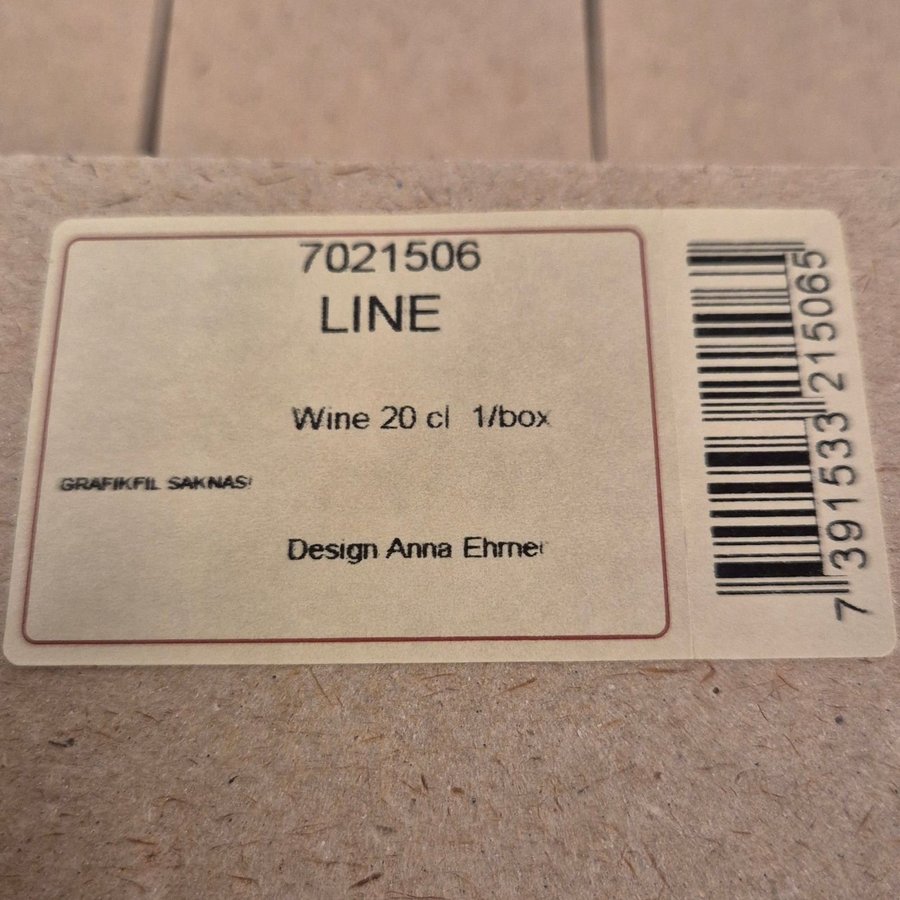 7021506
LINE
Wine 20 cl 1/box
GRAFIKFIL SAKNAS!
Design Anna Ehrner
7 391533 215065